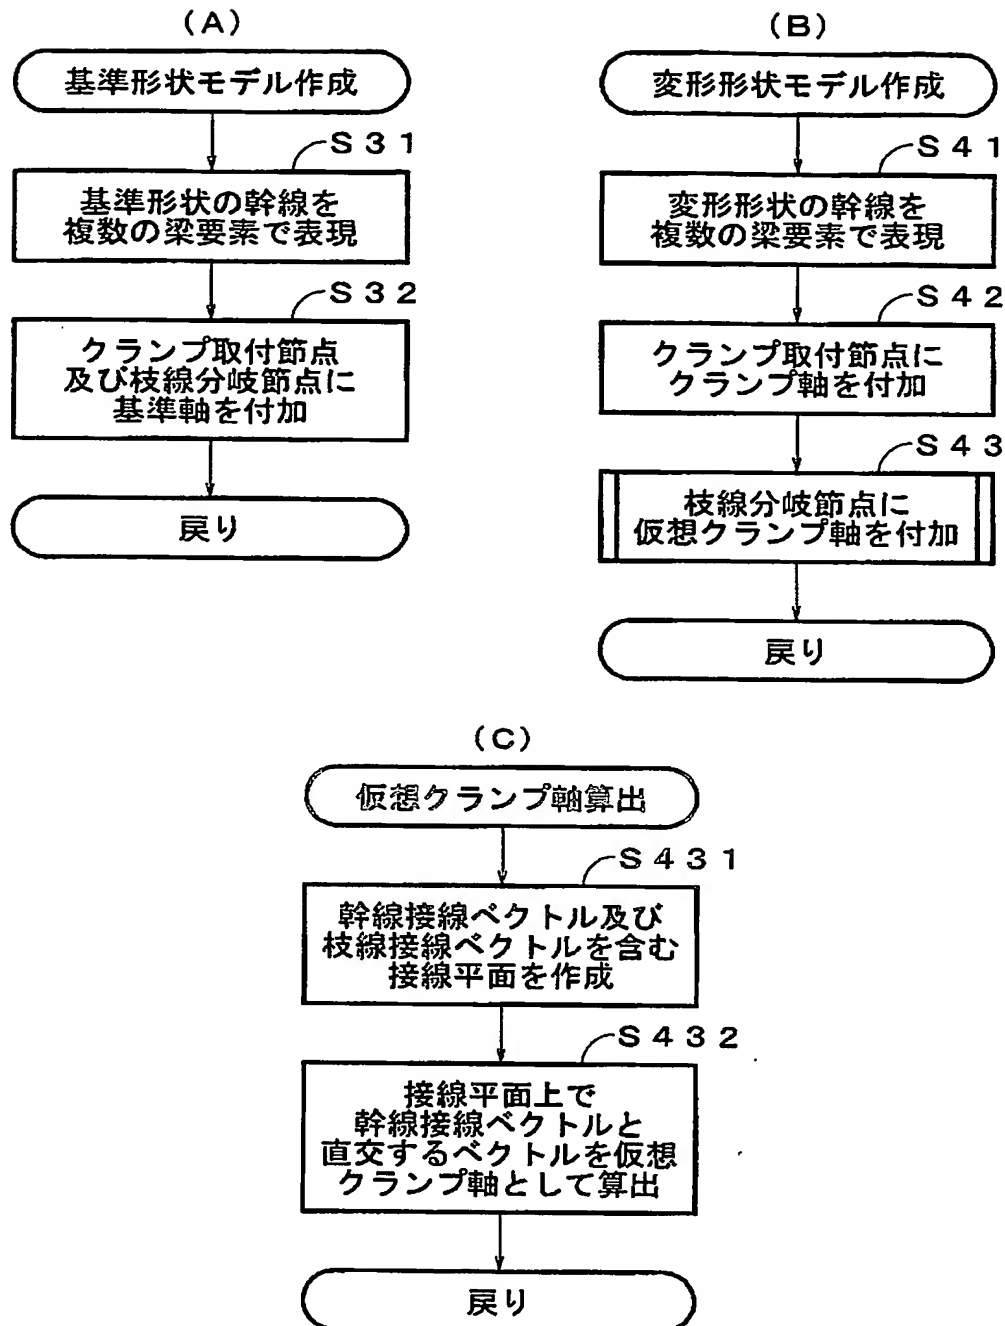 (A)
基準形状モデル作成
S31
基準形状の幹線を
複数の梁要素で表現
S32
クランプ取付節点
及び枝線分岐節点に
基準軸を付加
戻り
(B)
変形形状モデル作成
S41
変形形状の幹線を
複数の梁要素で表現
S42
クランプ取付節点に
クランプ軸を付加
S43
枝線分岐節点に
仮想クランプ軸を付加
戻り
(C)
仮想クランプ軸算出
S431
幹線接線ベクトル及び
枝線接線ベクトルを含む
接線平面を作成
S432
接線平面上で
幹線接線ベクトルと
直交するベクトルを仮想
クランプ軸として算出
戻り